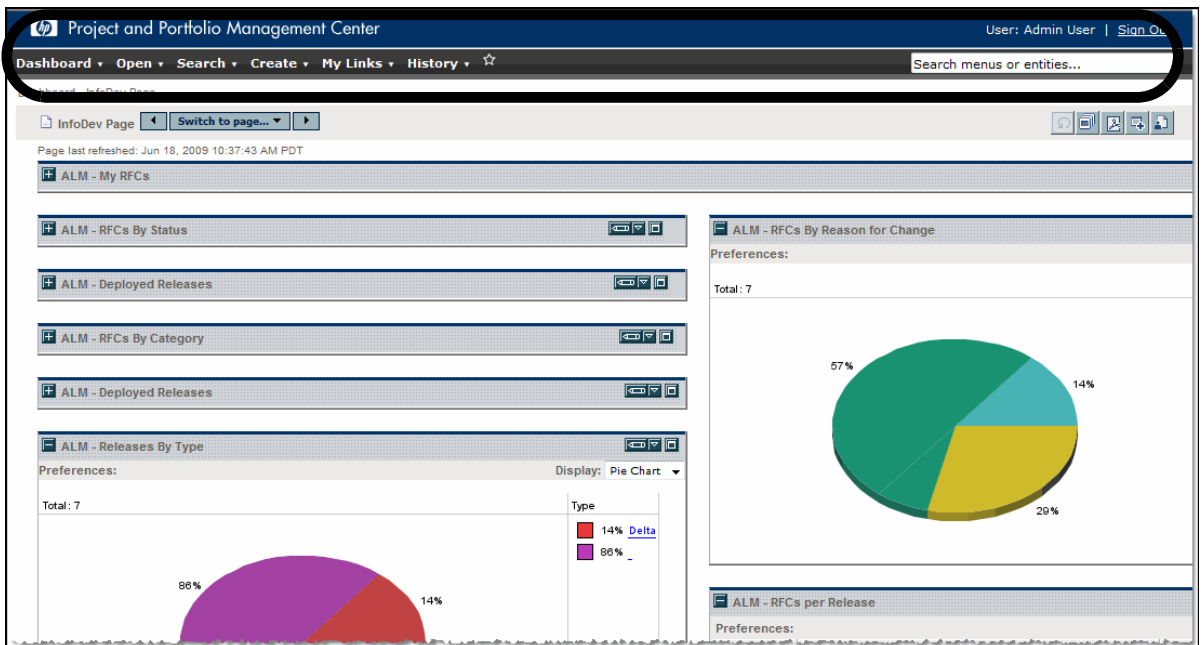 hp Project and Portfolio Management Center
User: Admin User | Sign
Dashboard Open Search Create My Links History
Search menus or entities...
Dashboard - InfoDev Page
InfoDev Page Switch to page...
Page last refreshed: Jun 18, 2009 10:37:43 AM PDT
ALM - My RFCs
ALM - RFCs By Status
ALM - Deployed Releases
ALM - RFCs By Category
ALM - Deployed Releases
ALM - Releases By Type
Preferences: Display: Pie Chart
Total: 7
Type
14% Delta
86% -
86%
14%
ALM - RFCs By Reason for Change
Preferences:
Total: 7
57%
14%
29%
ALM - RFCs per Release
Preferences: